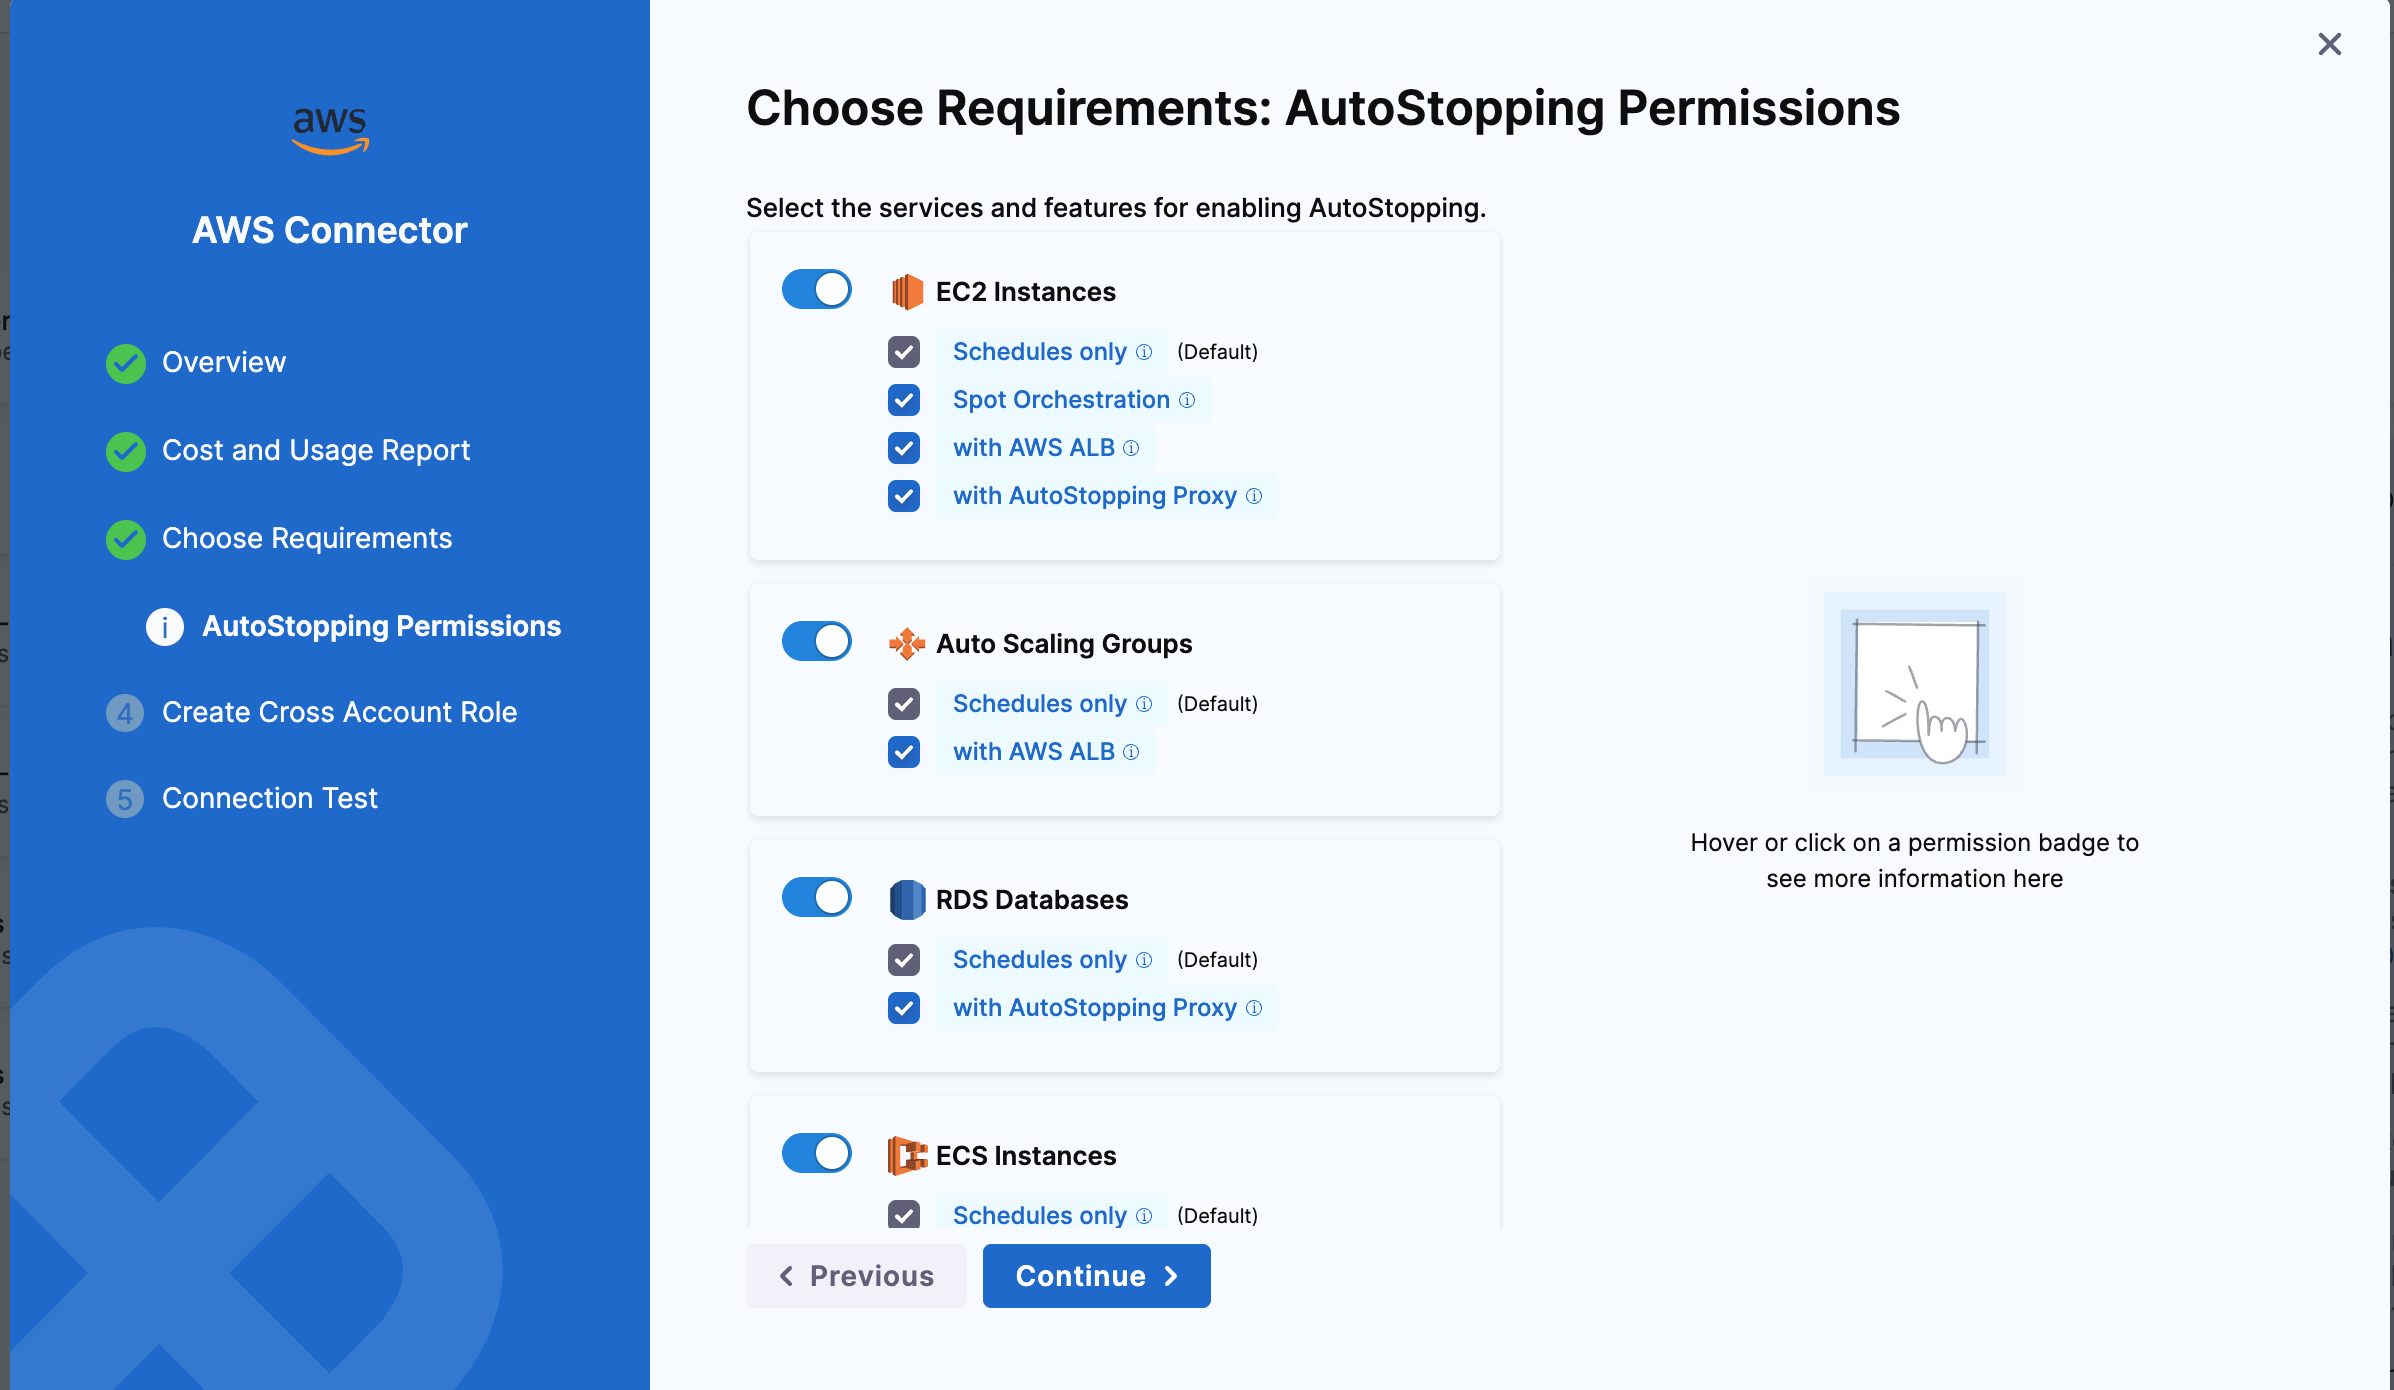 aws
AWS Connector
Overview
Cost and Usage Report
Choose Requirements
i AutoStopping Permissions
4 Create Cross Account Role
5 Connection Test
Choose Requirements: AutoStopping Permissions
Select the services and features for enabling AutoStopping.
EC2 Instances
Schedules only (Default)
Spot Orchestration
with AWS ALB
with AutoStopping Proxy
Auto Scaling Groups
Schedules only (Default)
with AWS ALB
RDS Databases
Schedules only (Default)
with AutoStopping Proxy
ECS Instances
Schedules only (Default)
Previous
Continue
Hover or click on a permission badge to
see more information here